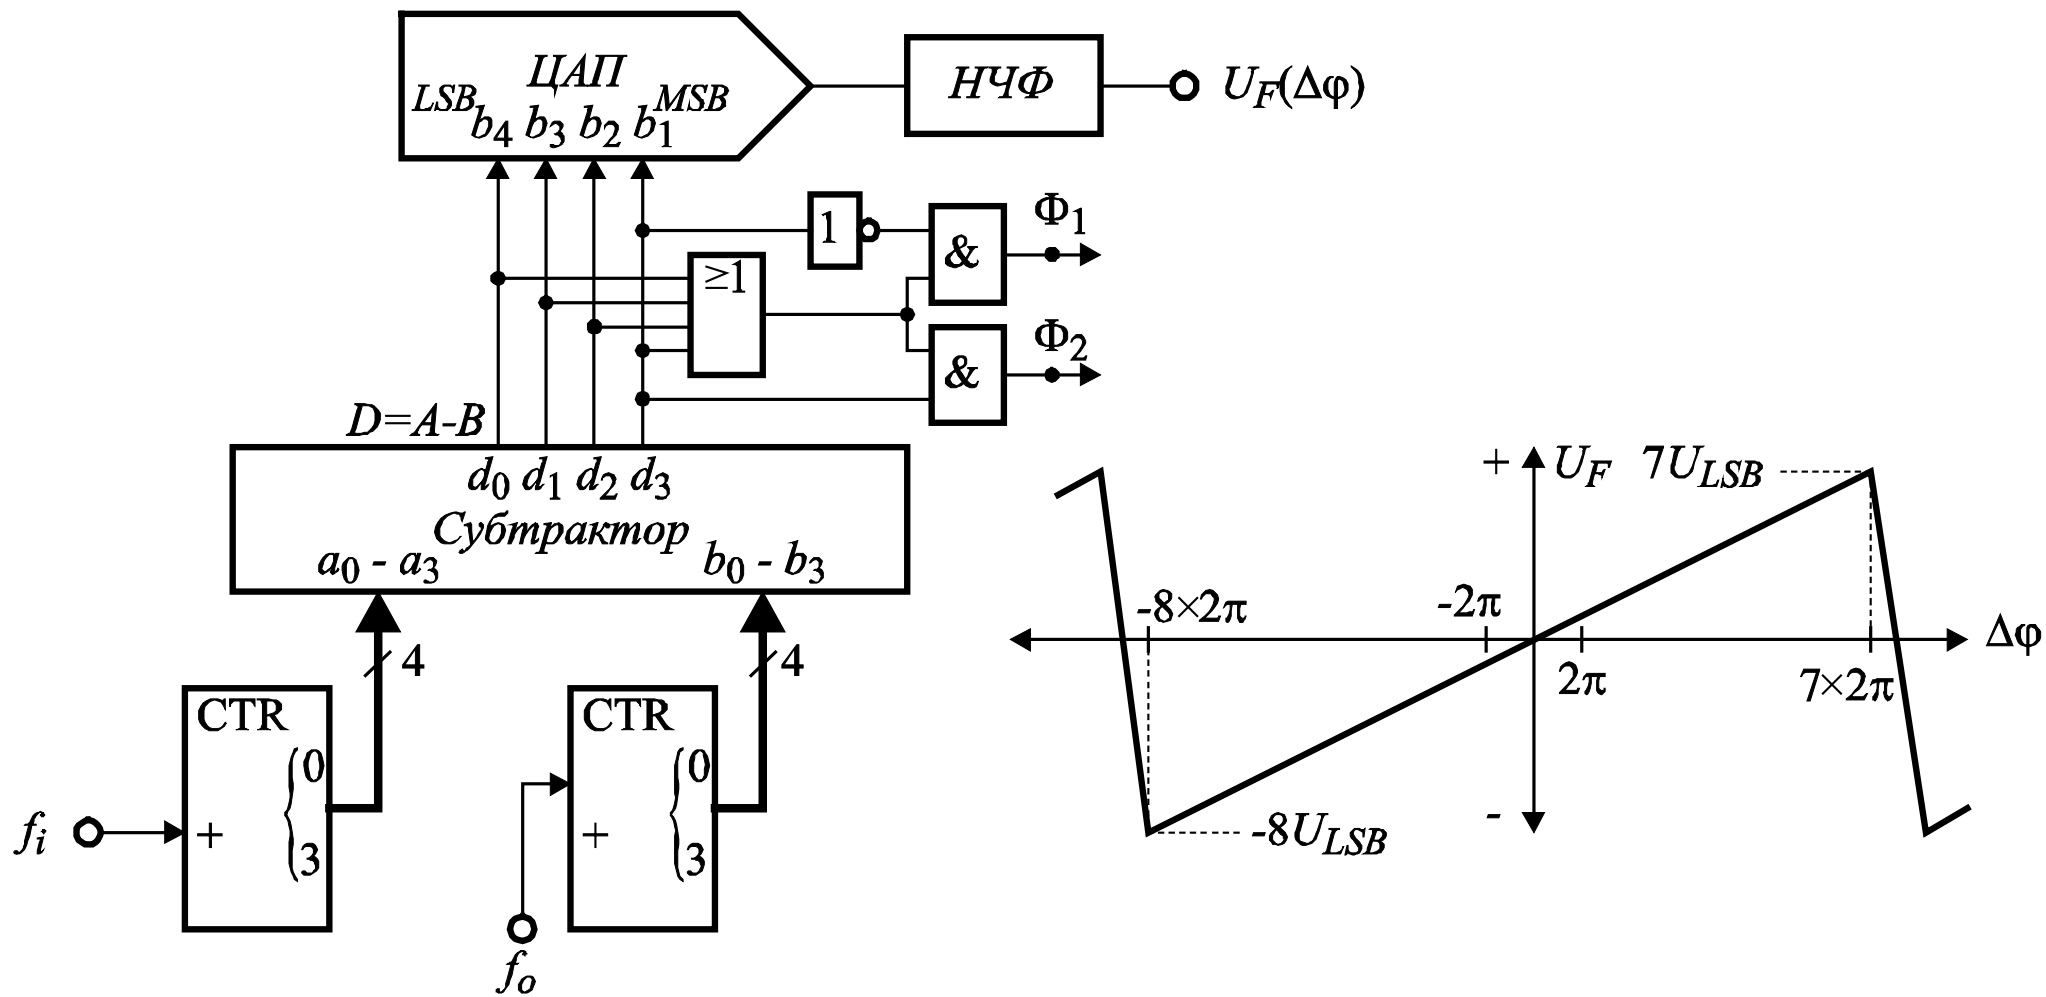 ЦАП
LSB MSB
b4 b3 b2 b1
НЧФ
UF(Δφ)
1
&
Φ1
≥1
&
Φ2
D=A-B
d0 d1 d2 d3
Субтрактор
a0 - a3
b0 - b3
4
4
CTR
0
+
3
fi
CTR
0
+
3
fo
+
UF
7ULSB
-8×2π
-2π
2π
7×2π
Δφ
-
-8ULSB